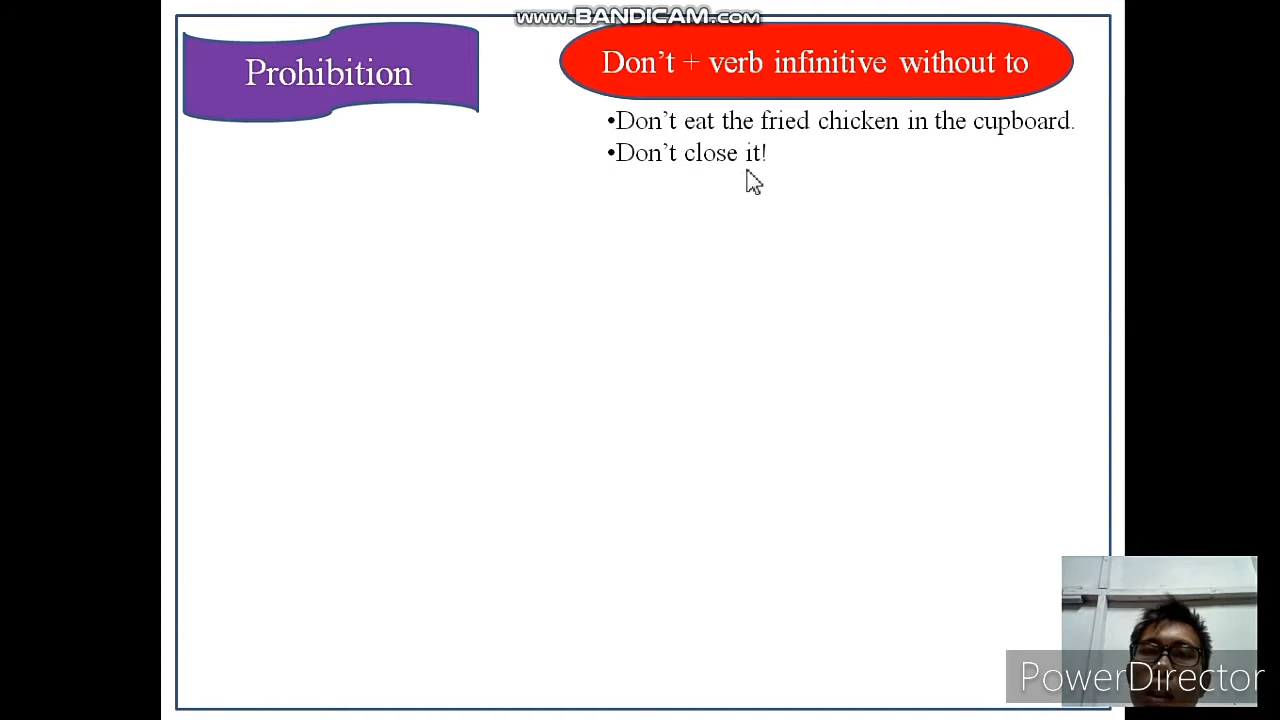 www.BANDICAM.com
Prohibition
Don't + verb infinitive without to
•Don't eat the fried chicken in the cupboard.
•Don't close it!
PowerDirector